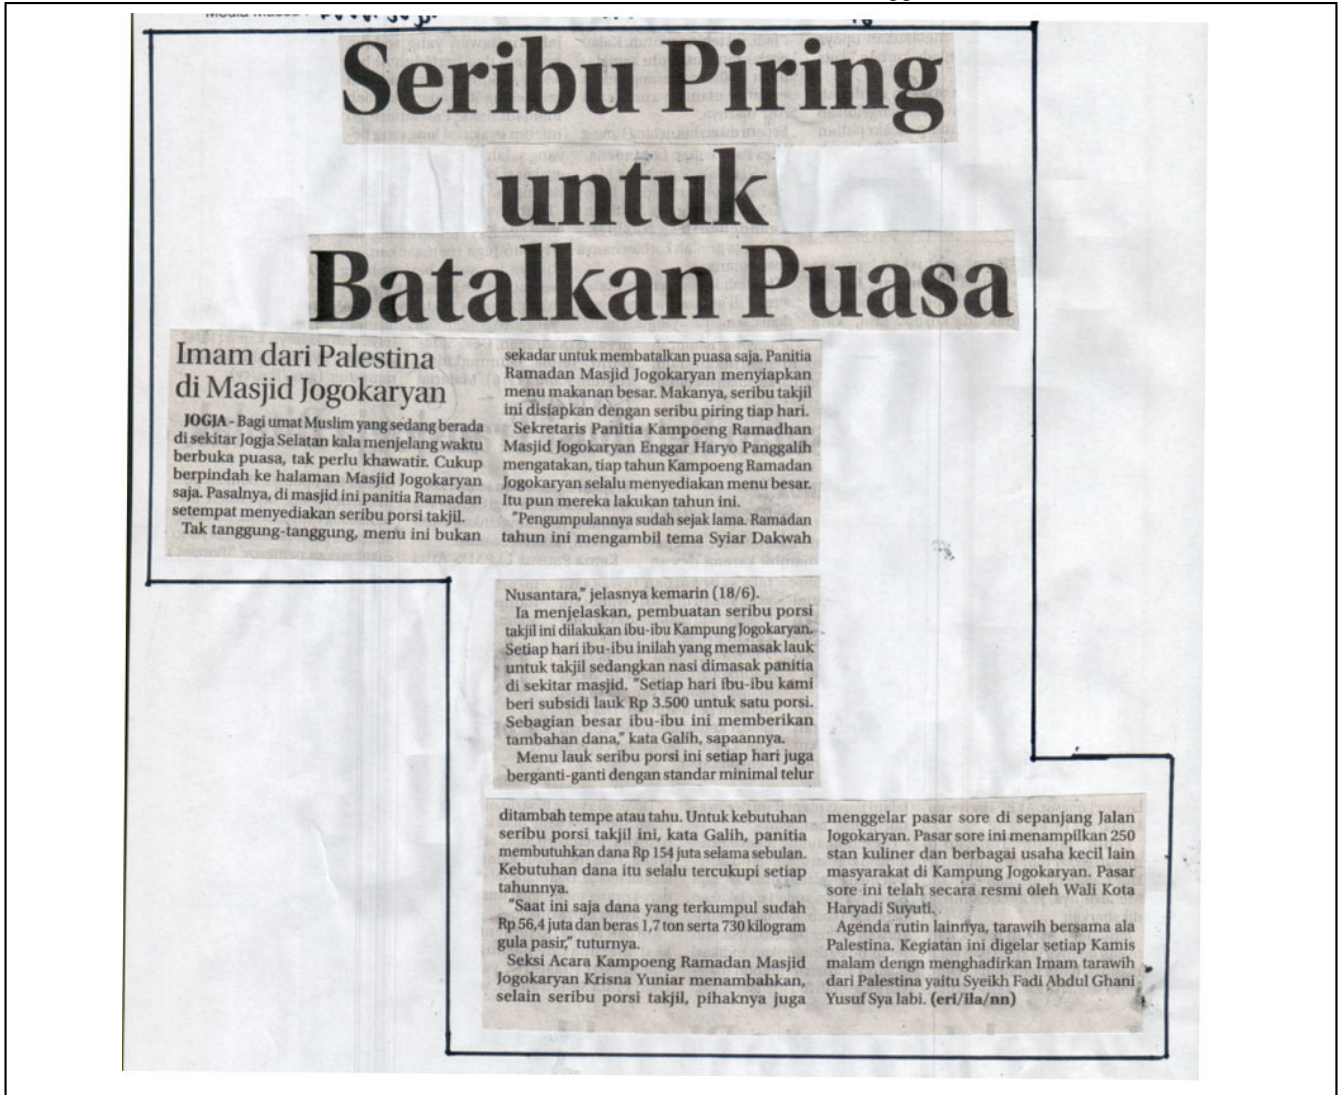 Seribu Piring
untuk
Batalkan Puasa
Imam dari Palestina
di Masjid Jogokaryan
JOGJA - Bagi umat Muslim yang sedang berada
di sekitar Jogja Selatan kala menjelang waktu
berbuka puasa, tak perlu khawatir. Cukup
berpindah ke halaman Masjid Jogokaryan
saja. Pasalnya, di masjid ini panitia Ramadan
setempat menyediakan seribu porsi takjil.
Tak tanggung-tanggung, menu ini bukan
sekadar untuk membatalkan puasa saja. Panitia
Ramadan Masjid Jogokaryan menyiapkan
menu makanan besar. Makanya, seribu takjil
ini disiapkan dengan seribu piring tiap hari.
Sekretaris Panitia Kampoeng Ramadhan
Masjid Jogokaryan Enggar Haryo Panggalih
mengatakan, tiap tahun Kampoeng Ramadan
Jogokaryan selalu menyediakan menu besar.
Itu pun mereka lakukan tahun ini.
"Pengumpulannya sudah sejak lama. Ramadan
tahun ini mengambil tema Syiar Dakwah
Nusantara," jelasnya kemarin (18/6).
Ia menjelaskan, pembuatan seribu porsi
takjil ini dilakukan ibu-ibu Kampung Jogokaryan.
Setiap hari ibu-ibu inilah yang memasak lauk
untuk takjil sedangkan nasi dimasak panitia
di sekitar masjid. "Setiap hari ibu-ibu kami
beri subsidi lauk Rp 3.500 untuk satu porsi.
Sebagian besar ibu-ibu ini memberikan
tambahan dana," kata Galih, sapaannya.
Menu lauk seribu porsi ini setiap hari juga
berganti-ganti dengan standar minimal telur
ditambah tempe atau tahu. Untuk kebutuhan
seribu porsi takjil ini, kata Galih, panitia
membutuhkan dana Rp 154 juta selama sebulan.
Kebutuhan dana itu selalu tercukupi setiap
tahunnya.
"Saat ini saja dana yang terkumpul sudah
Rp 56,4 juta dan beras 1,7 ton serta 730 kilogram
gula pasir," tuturnya.
Seksi Acara Kampoeng Ramadan Masjid
Jogokaryan Krisna Yuniar menambahkan,
selain seribu porsi takjil, pihaknya juga
menggelar pasar sore di sepanjang Jalan
Jogokaryan. Pasar sore ini menampilkan 250
stan kuliner dan berbagai usaha kecil lain
masyarakat di Kampung Jogokaryan. Pasar
sore ini telah secara resmi oleh Wali Kota
Haryadi Suyuti.
Agenda rutin lainnya, tarawih bersama ala
Palestina. Kegiatan ini digelar setiap Kamis
malam dengn menghadirkan Imam tarawih
dari Palestina yaitu Syeikh Fadi Abdul Ghani
Yusuf Sya labi. (eri/ila/nn)